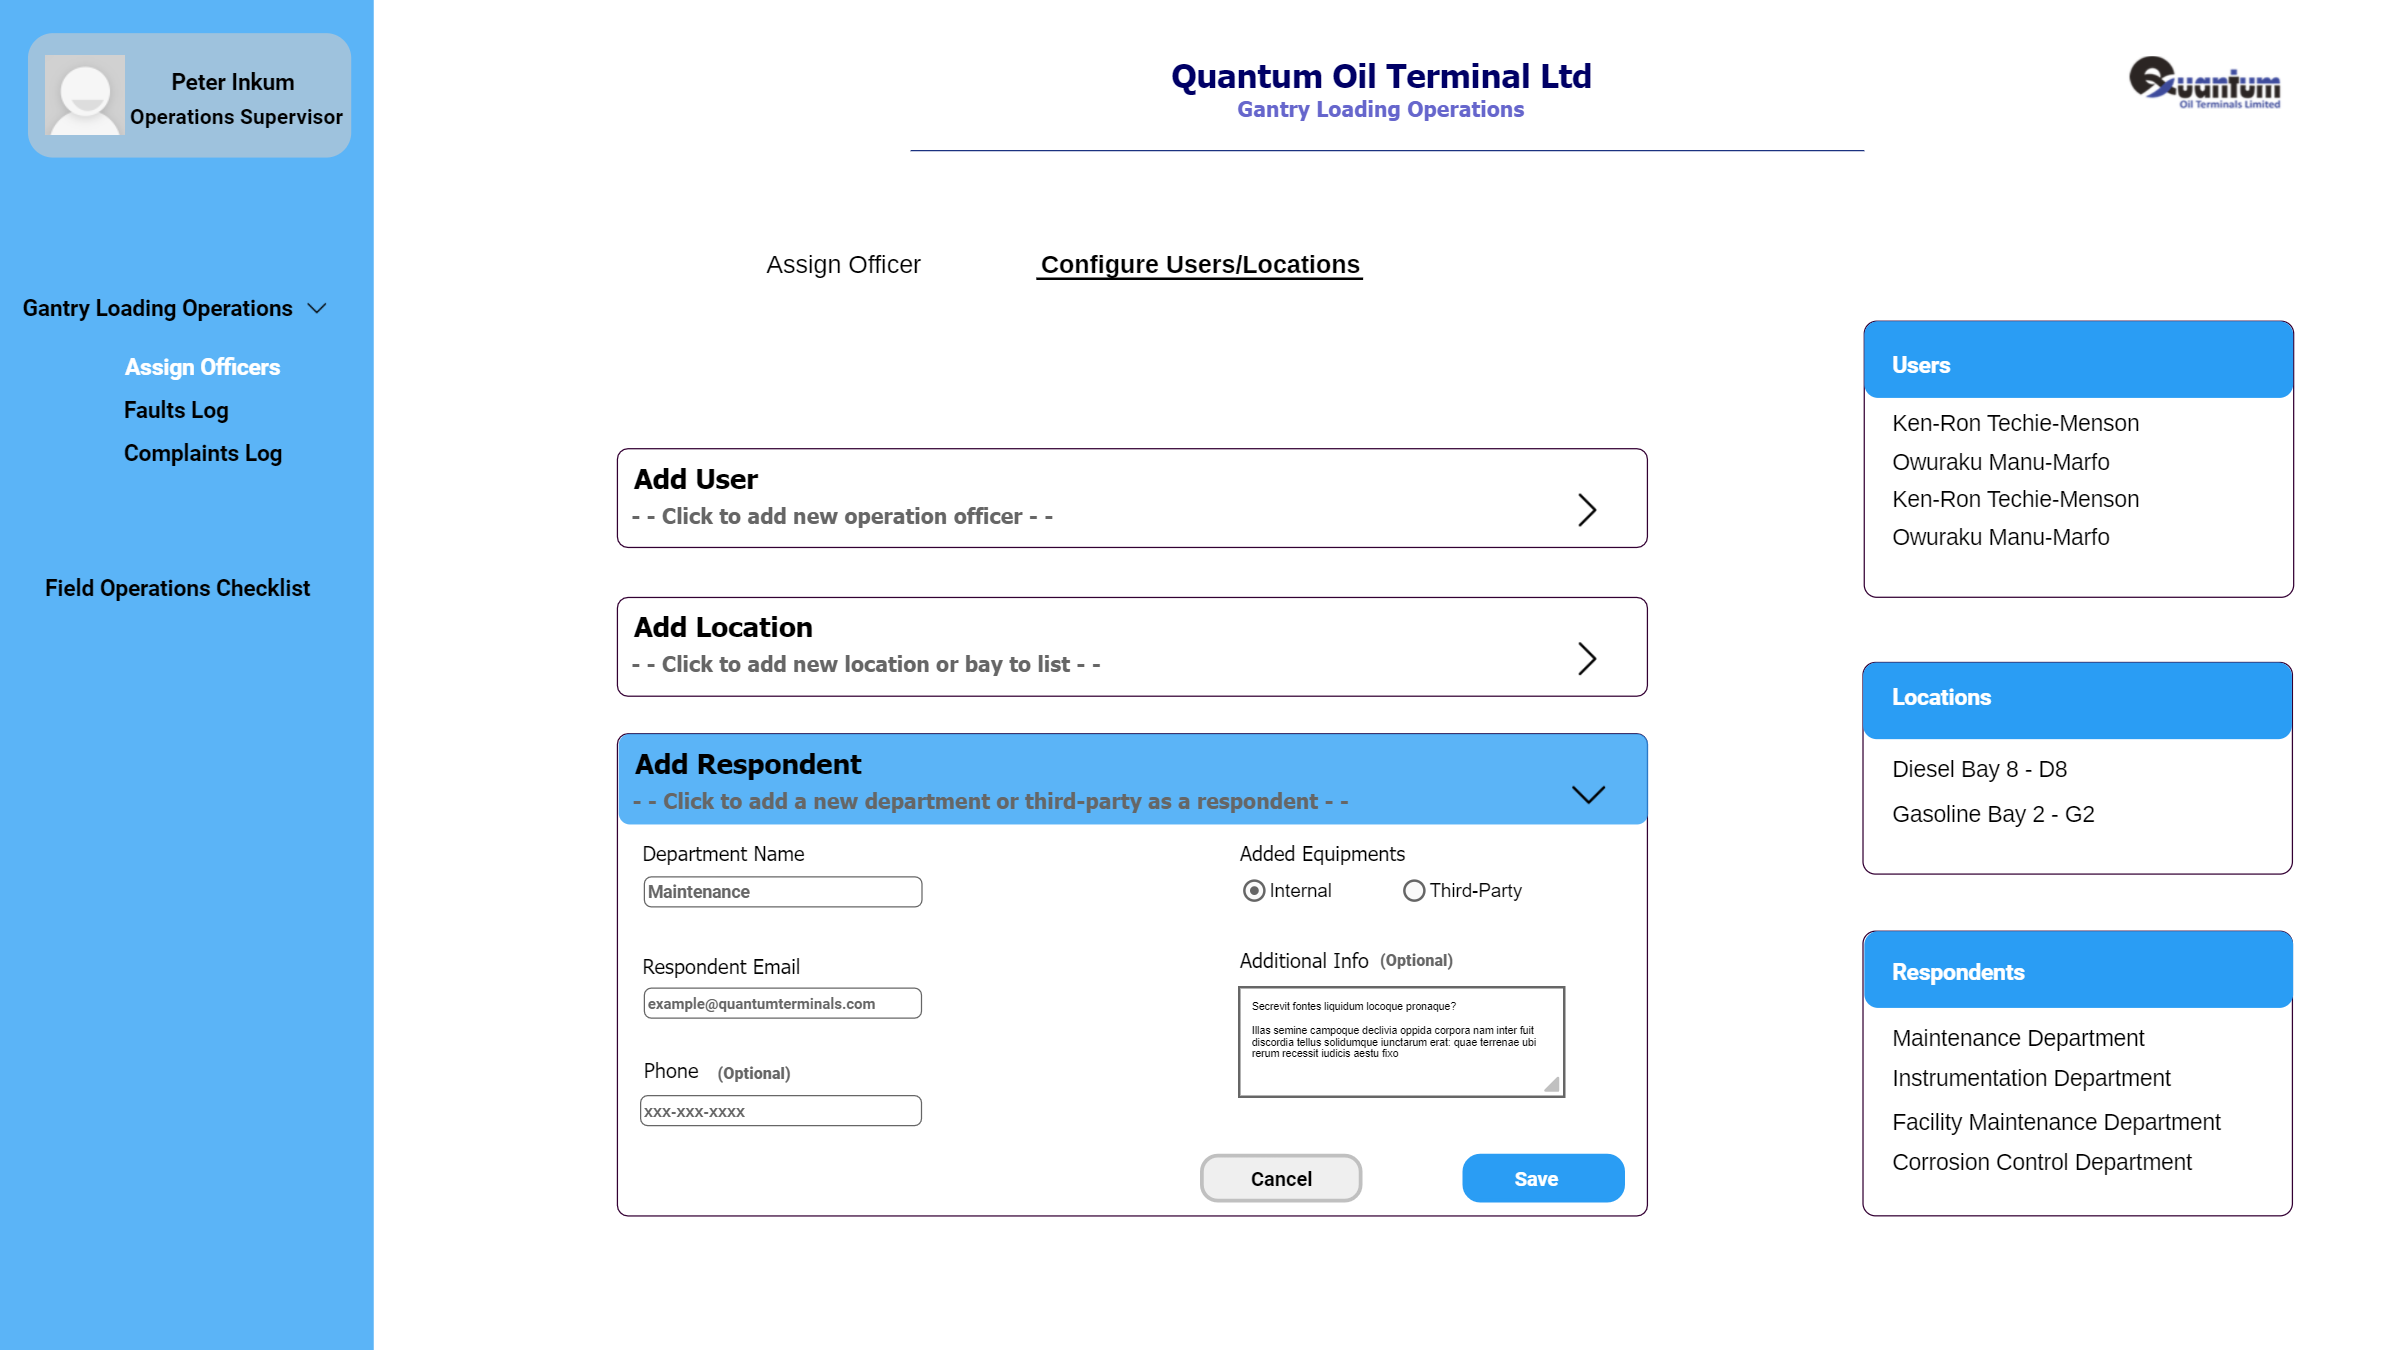 Peter Inkum
Operations Supervisor
Gantry Loading Operations
Assign Officers
Faults Log
Complaints Log
Field Operations Checklist
Quantum Oil Terminal Ltd
Gantry Loading Operations
Quantum
Oil Terminals Limited
Assign Officer
Configure Users/Locations
Add User
- - Click to add new operation officer - -
Add Location
- - Click to add new location or bay to list - -
Add Respondent
- - Click to add a new department or third-party as a respondent - -
Department Name
Maintenance
Respondent Email
example@quantumterminals.com
Phone (Optional)
xxx-xxx-xxxx
Added Equipments
Internal
Third-Party
Additional Info (Optional)
Secrevit fontes liquidum locoque pronaque?
Illas semine campoque declivia oppida corpora nam inter fuit
discordia tellus solidumque iunctarum erat: quae terrenae ubi
rerum recessit iudicis aestu fixo
Cancel
Save
Users
Ken-Ron Techie-Menson
Owuraku Manu-Marfo
Ken-Ron Techie-Menson
Owuraku Manu-Marfo
Locations
Diesel Bay 8 - D8
Gasoline Bay 2 - G2
Respondents
Maintenance Department
Instrumentation Department
Facility Maintenance Department
Corrosion Control Department